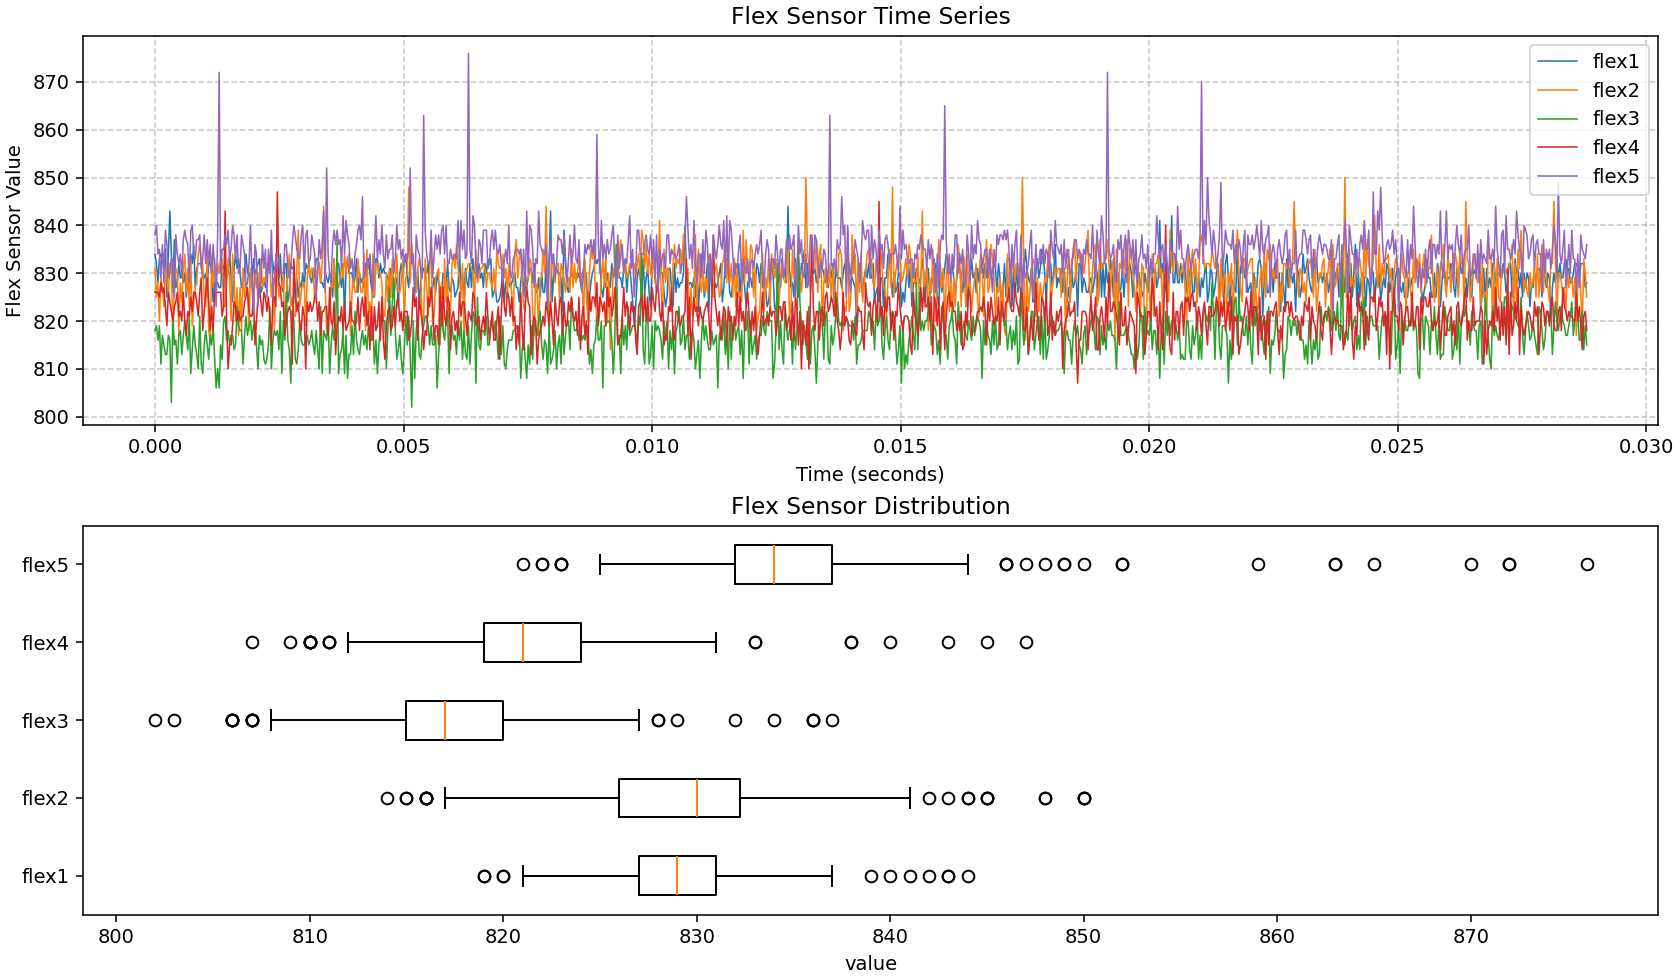 Flex Sensor Time Series
Flex Sensor Value
870
860
850
840
830
820
810
800
flex1
flex2
flex3
flex4
flex5
0.000 0.005 0.010 0.015 0.020 0.025 0.030
Time (seconds)
Flex Sensor Distribution
flex5
flex4
flex3
flex2
flex1
800 810 820 830 840 850 860 870
value